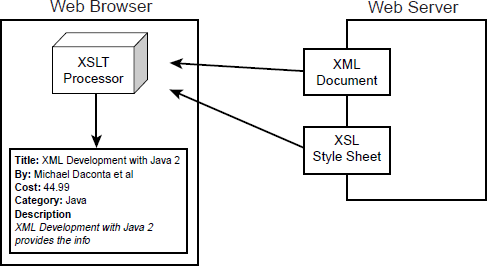 Web Browser
Web Server
XSLT
Processor
XML
Document
XSL
Style Sheet
Title: XML Development with Java 2
By: Michael Daconta et al
Cost: 44.99
Category: Java
Description
XML Development with Java 2
provides the info